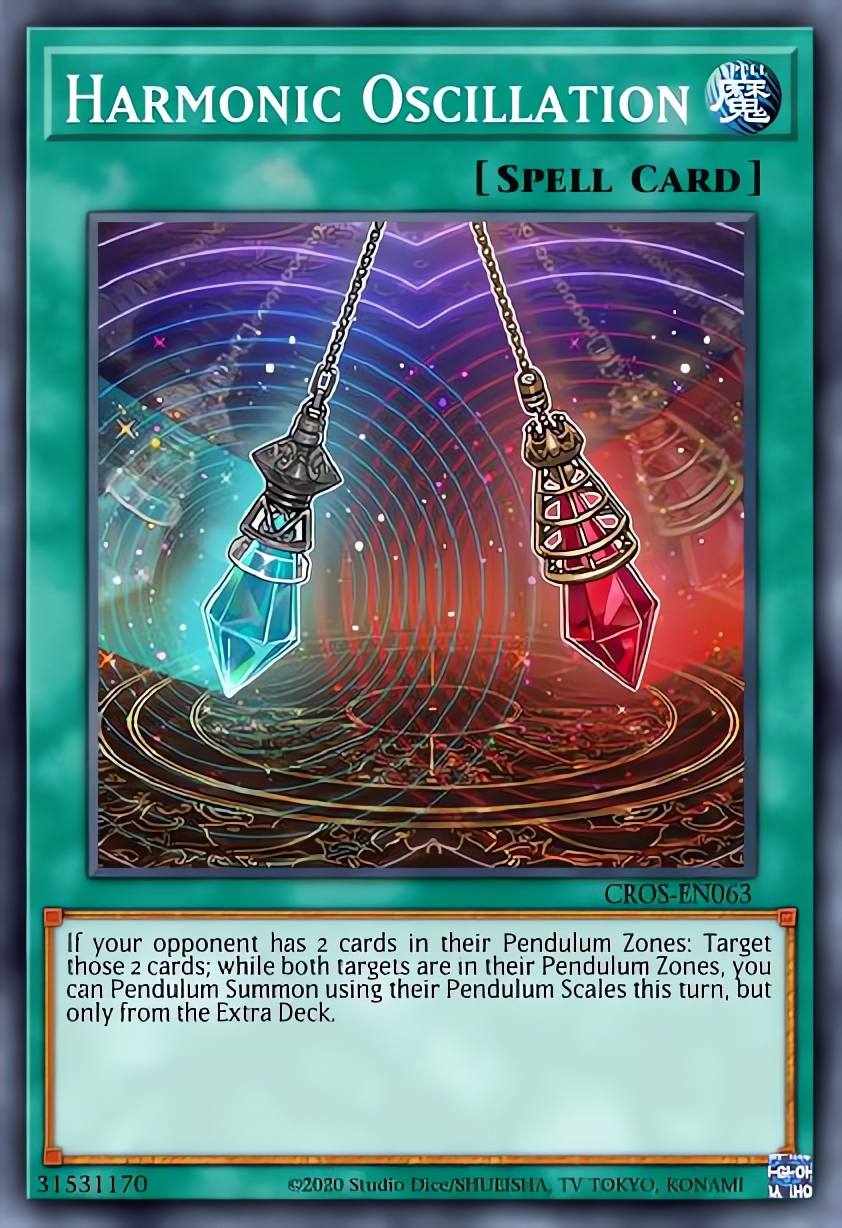 Harmonic Oscillation
魔
[Spell Card]
CROS-EN063
If your opponent has 2 cards in their Pendulum Zones: Target
those 2 cards; while both targets are in their Pendulum Zones, you
can Pendulum Summon using their Pendulum Scales this turn, but
only from the Extra Deck.
31531170
©2020 Studio Dice/SHUEISHA, TV TOKYO, KONAMI